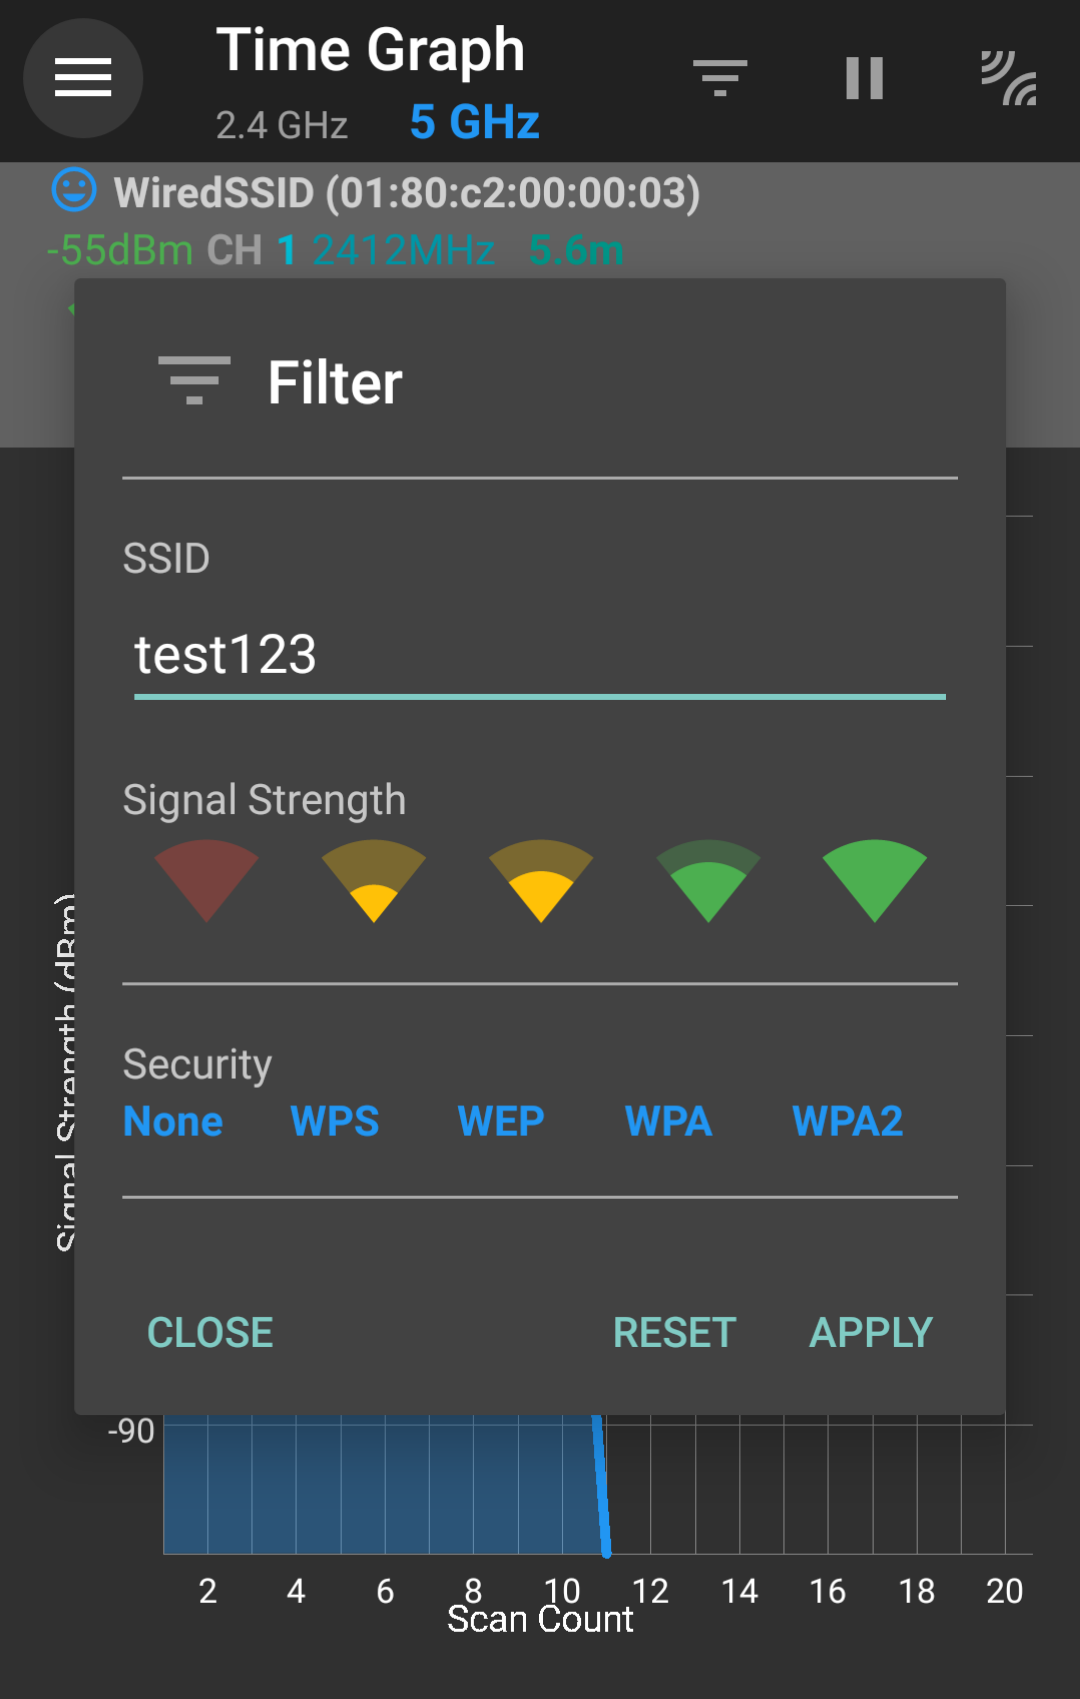 Time Graph
2.4 GHz 5 GHz
WiredSSID (01:80:c2:00:00:03)
-55dBm CH 1 2412MHz 5.6m
Filter
SSID
test123
Signal Strength
Security
None WPS WEP WPA WPA2
CLOSE RESET APPLY
Signal Strength (dBm)
-90
2 4 6 8 10 12 14 16 18 20
Scan Count